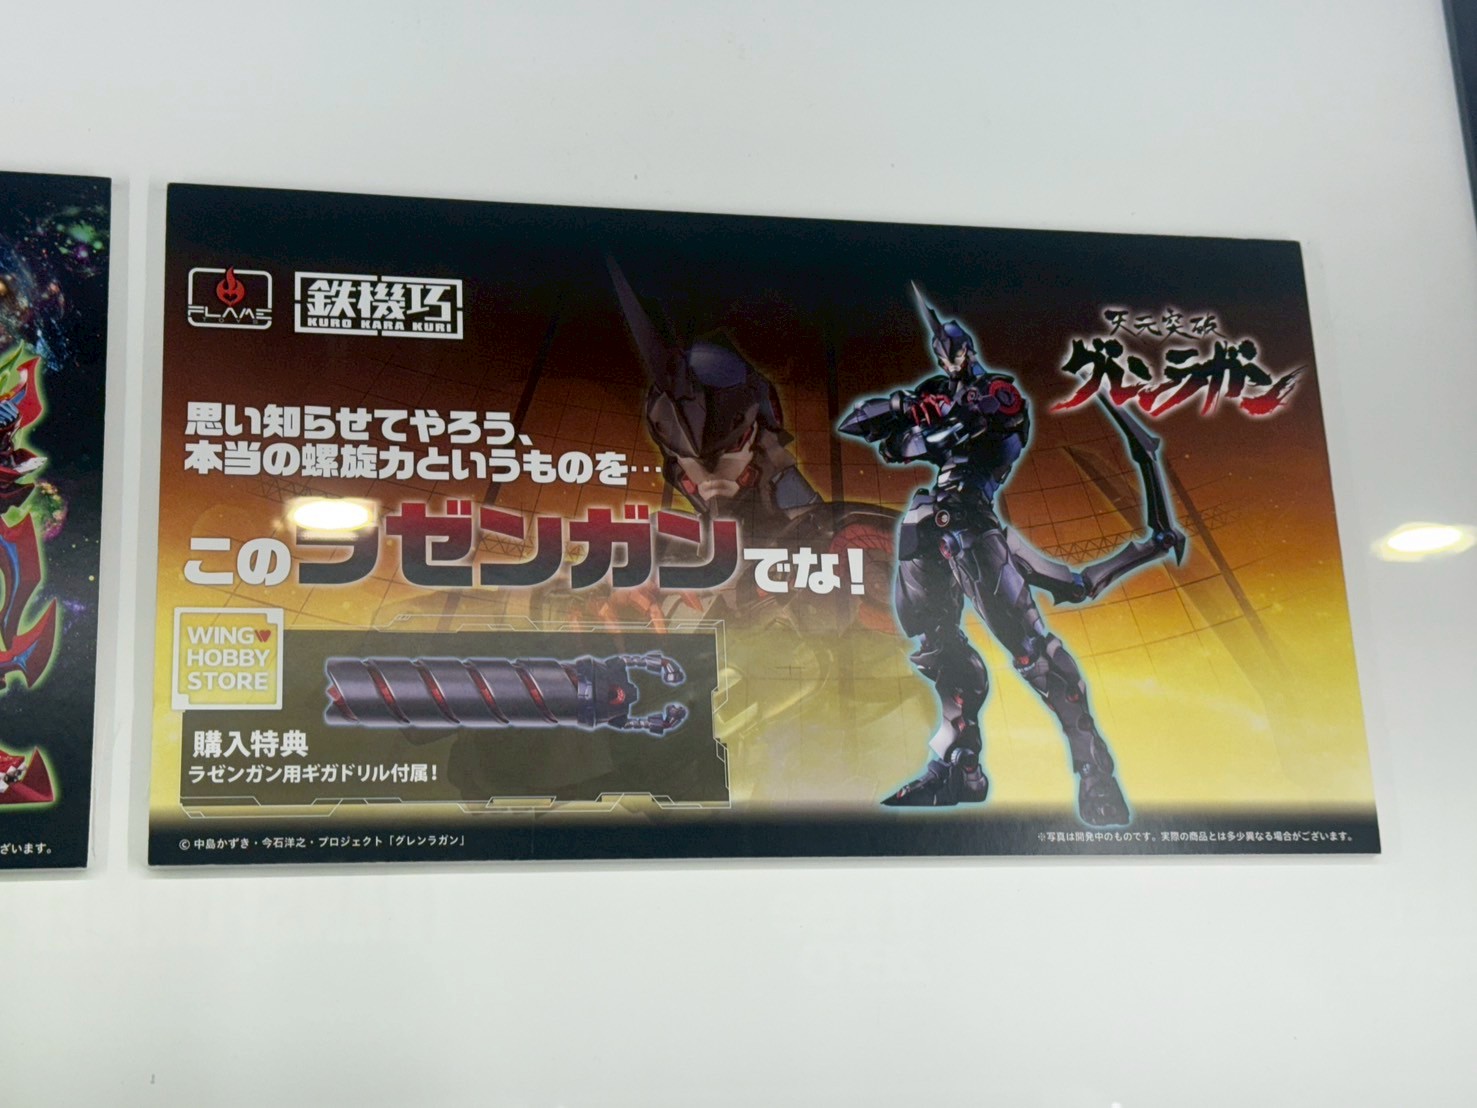 FLAME
鉄機巧
KURO KARA KURI
天元突破
グレンラガン
思い知らせてやろう、
本当の螺旋力というものを…
このラゼンガンでな!
WING
HOBBY
STORE
購入特典
ラゼンガン用ギガドリル付属!
© 中島かずき・今石洋之・プロジェクト「グレンラガン」
※写真は開発中のものです。実際の商品とは多少異なる場合がございます。
ざいます。